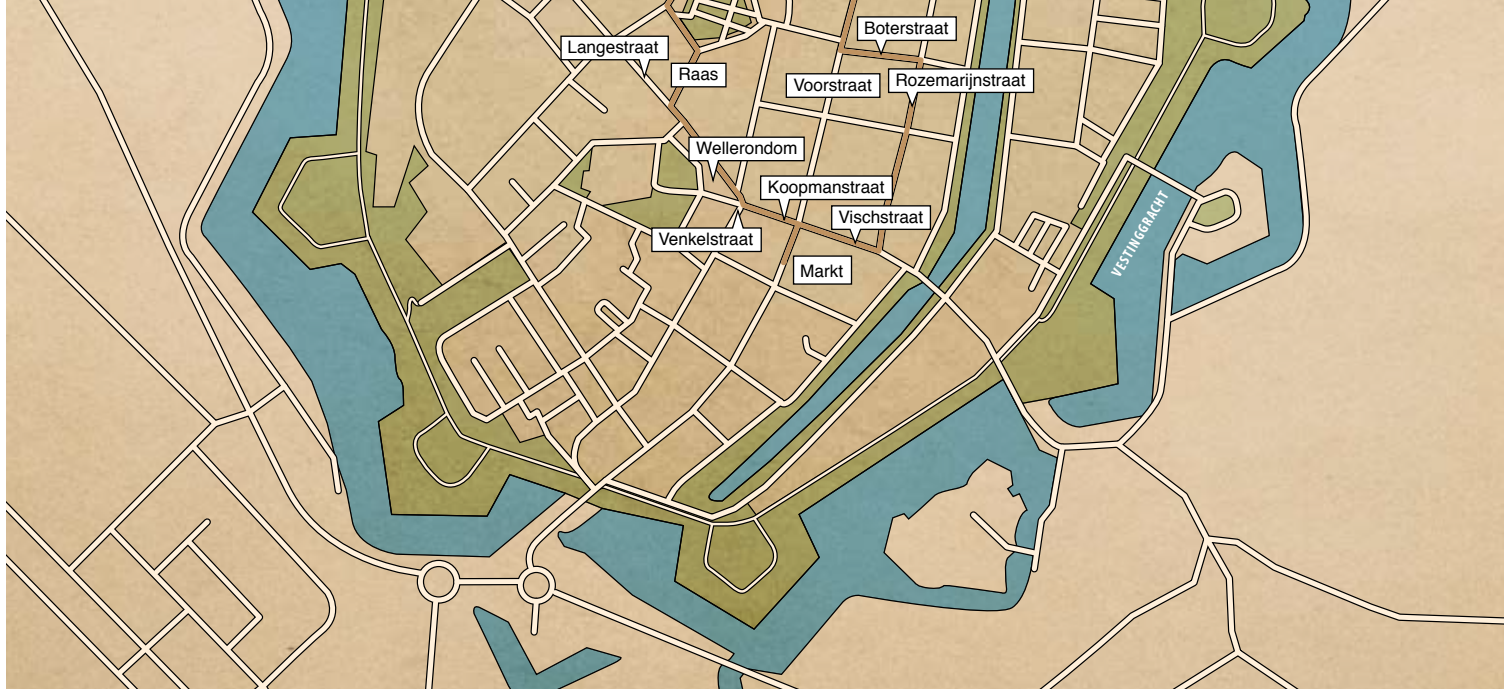 Boterstraat
Langestraat
Raas
Voorstraat
Rozemarijnstraat
Wellerondom
Koopmanstraat
Vischstraat
Venkelstraat
Markt
VESTINGGRACHT